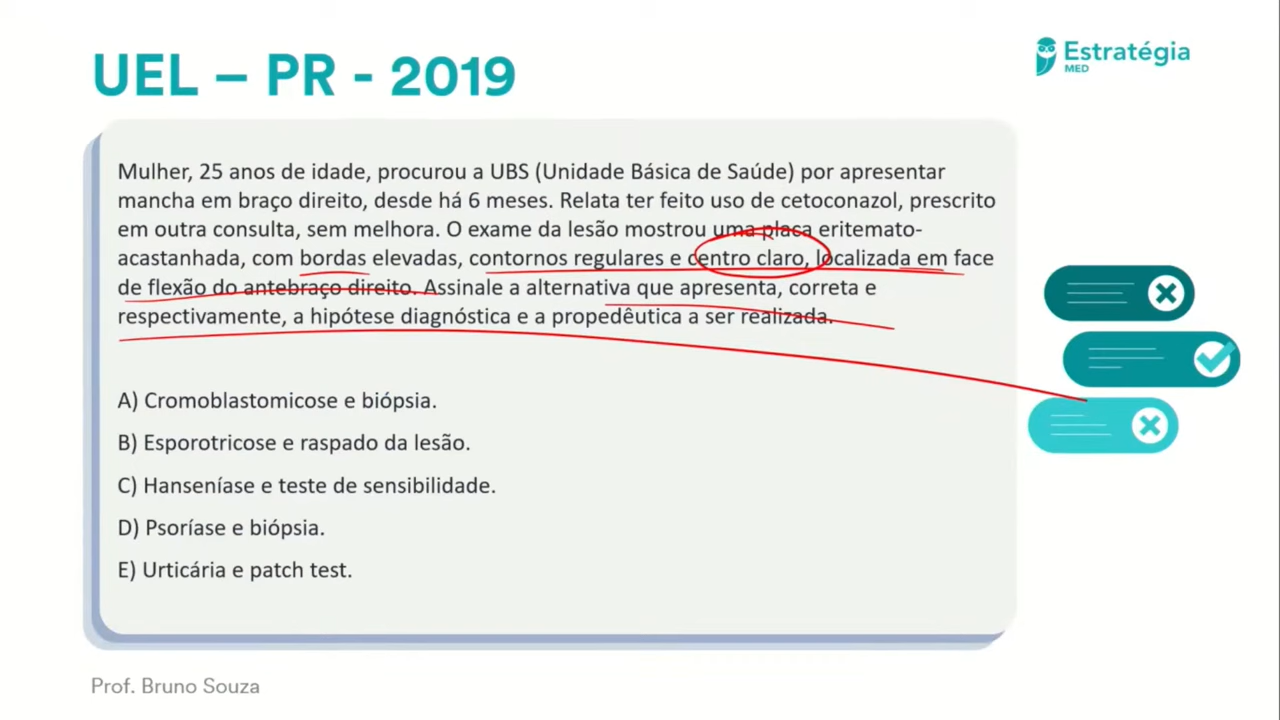 UEL – PR - 2019
Estratégia
MED
Mulher, 25 anos de idade, procurou a UBS (Unidade Básica de Saúde) por apresentar
mancha em braço direito, desde há 6 meses. Relata ter feito uso de cetoconazol, prescrito
em outra consulta, sem melhora. O exame da lesão mostrou uma placa eritemato-
acastanhada, com bordas elevadas, contornos regulares e centro claro, localizada em face
de flexão do antebraço direito. Assinale a alternativa que apresenta, correta e
respectivamente, a hipótese diagnóstica e a propedêutica a ser realizada.
A) Cromoblastomicose e biópsia.
B) Esporotricose e raspado da lesão.
C) Hanseníase e teste de sensibilidade.
D) Psoríase e biópsia.
E) Urticária e patch test.
Prof. Bruno Souza